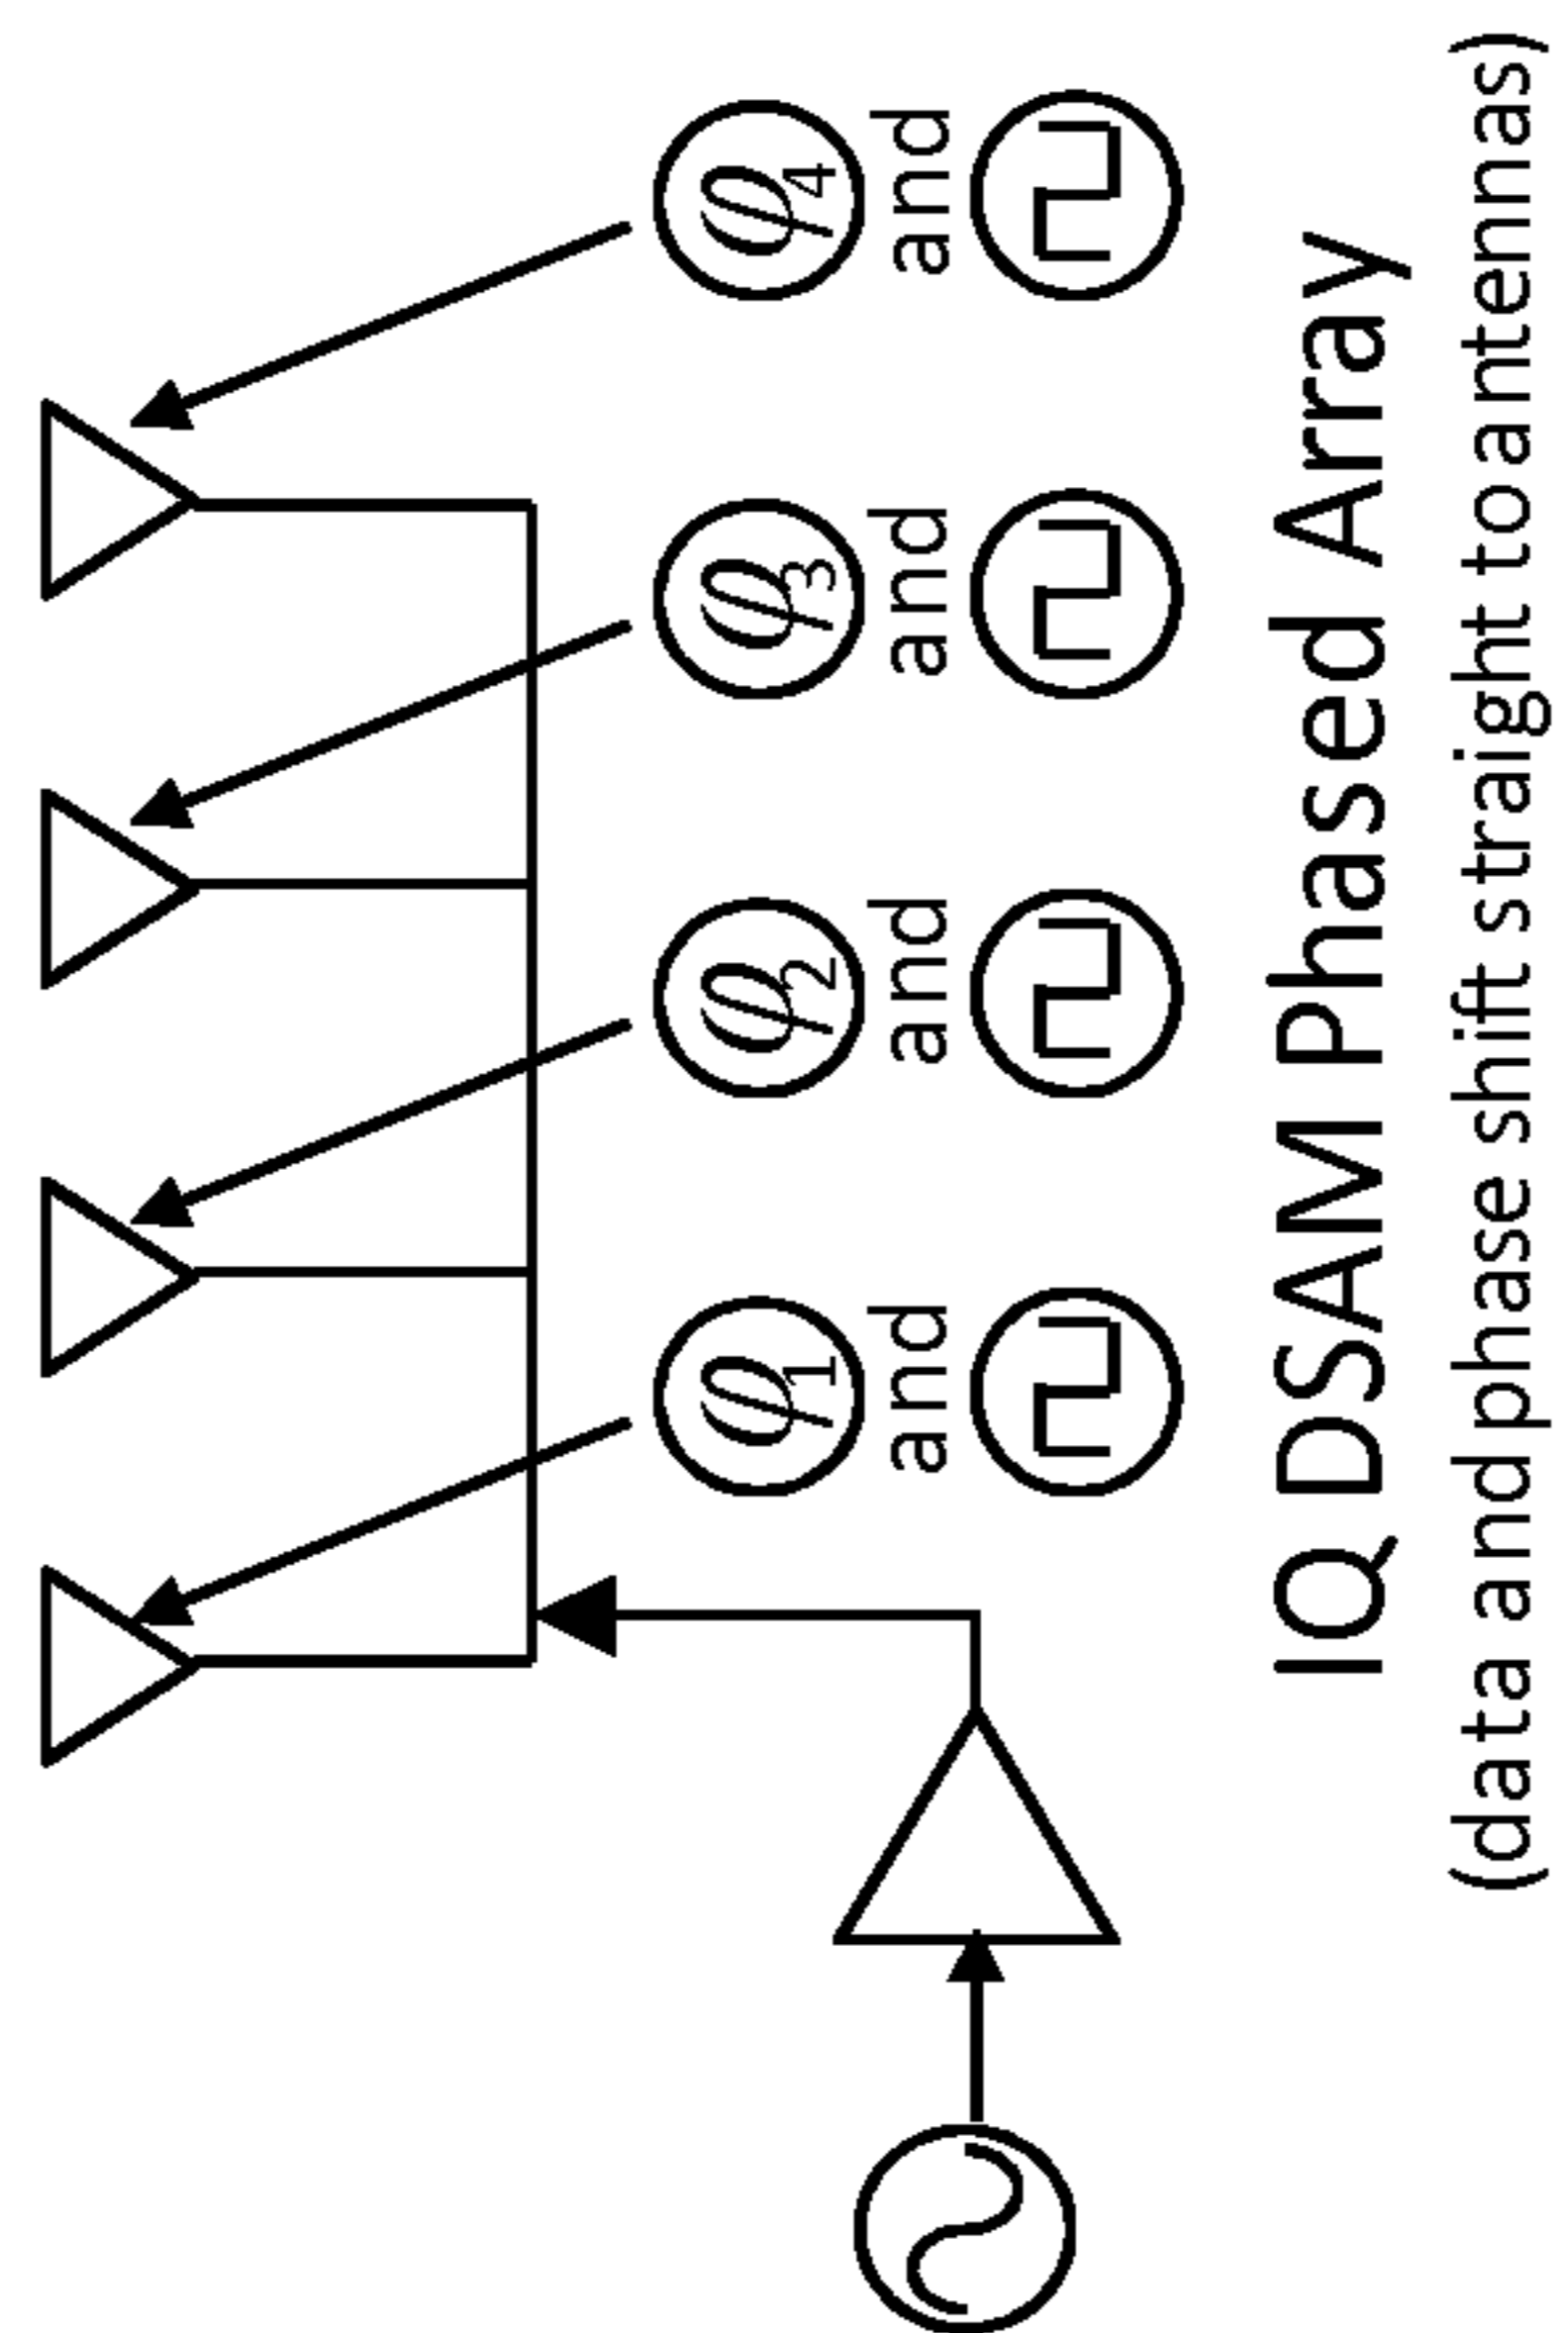 φ1 φ2 φ3 φ4
and and and and
IQ DSAM Phased Array
(data and phase shift straight to antennas)